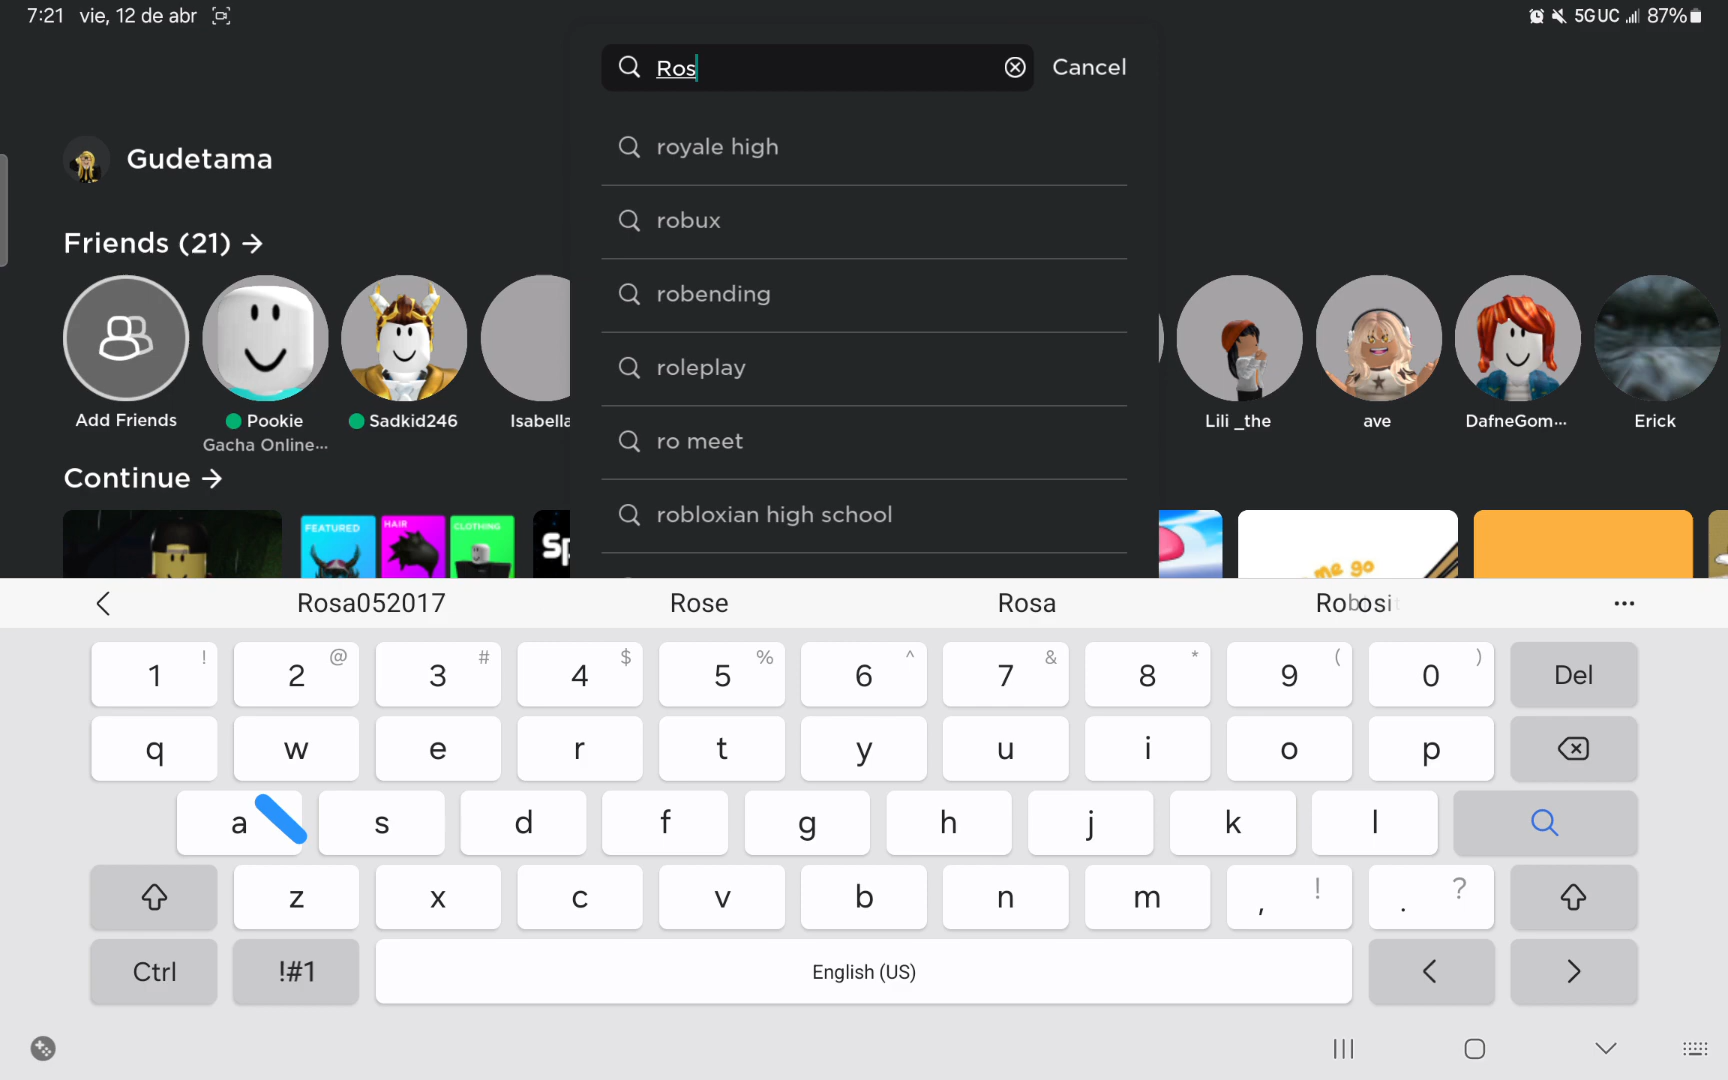 7:21 vie, 12 de abr
5GUC 87%
Ros
Cancel
royale high
robux
robending
roleplay
ro meet
robloxian high school
Gudetama
Friends (21) →
Add Friends
Pookie
Gacha Online...
Sadkid246
Isabella
Lili _the
ave
DafneGom...
Erick
Continue →
FEATURED
HAIR
CLOTHING
Sp
me go
Rosa052017 Rose Rosa
1 ! 2 @ 3 # 4 $ 5 % 6 ^ 7 & 8 * 9 ( 0 ) Del
q w e r t y u i o p
a s d f g h j k l
z x c v b n m , ! . ?
Ctrl !#1 English (US) < >